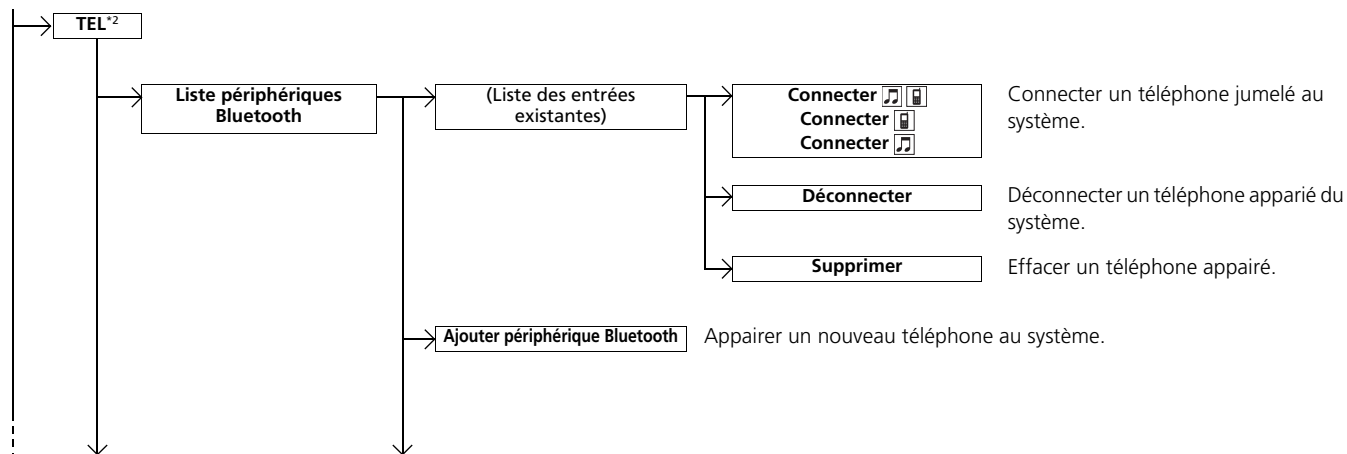 TEL*2
Liste périphériques
Bluetooth
(Liste des entrées
existantes)
Connecter
Connecter
Connecter
Connecter un téléphone jumelé au
système.
Déconnecter
Déconnecter un téléphone apparié du
système.
Supprimer
Effacer un téléphone appairé.
Ajouter périphérique Bluetooth
Appairer un nouveau téléphone au système.